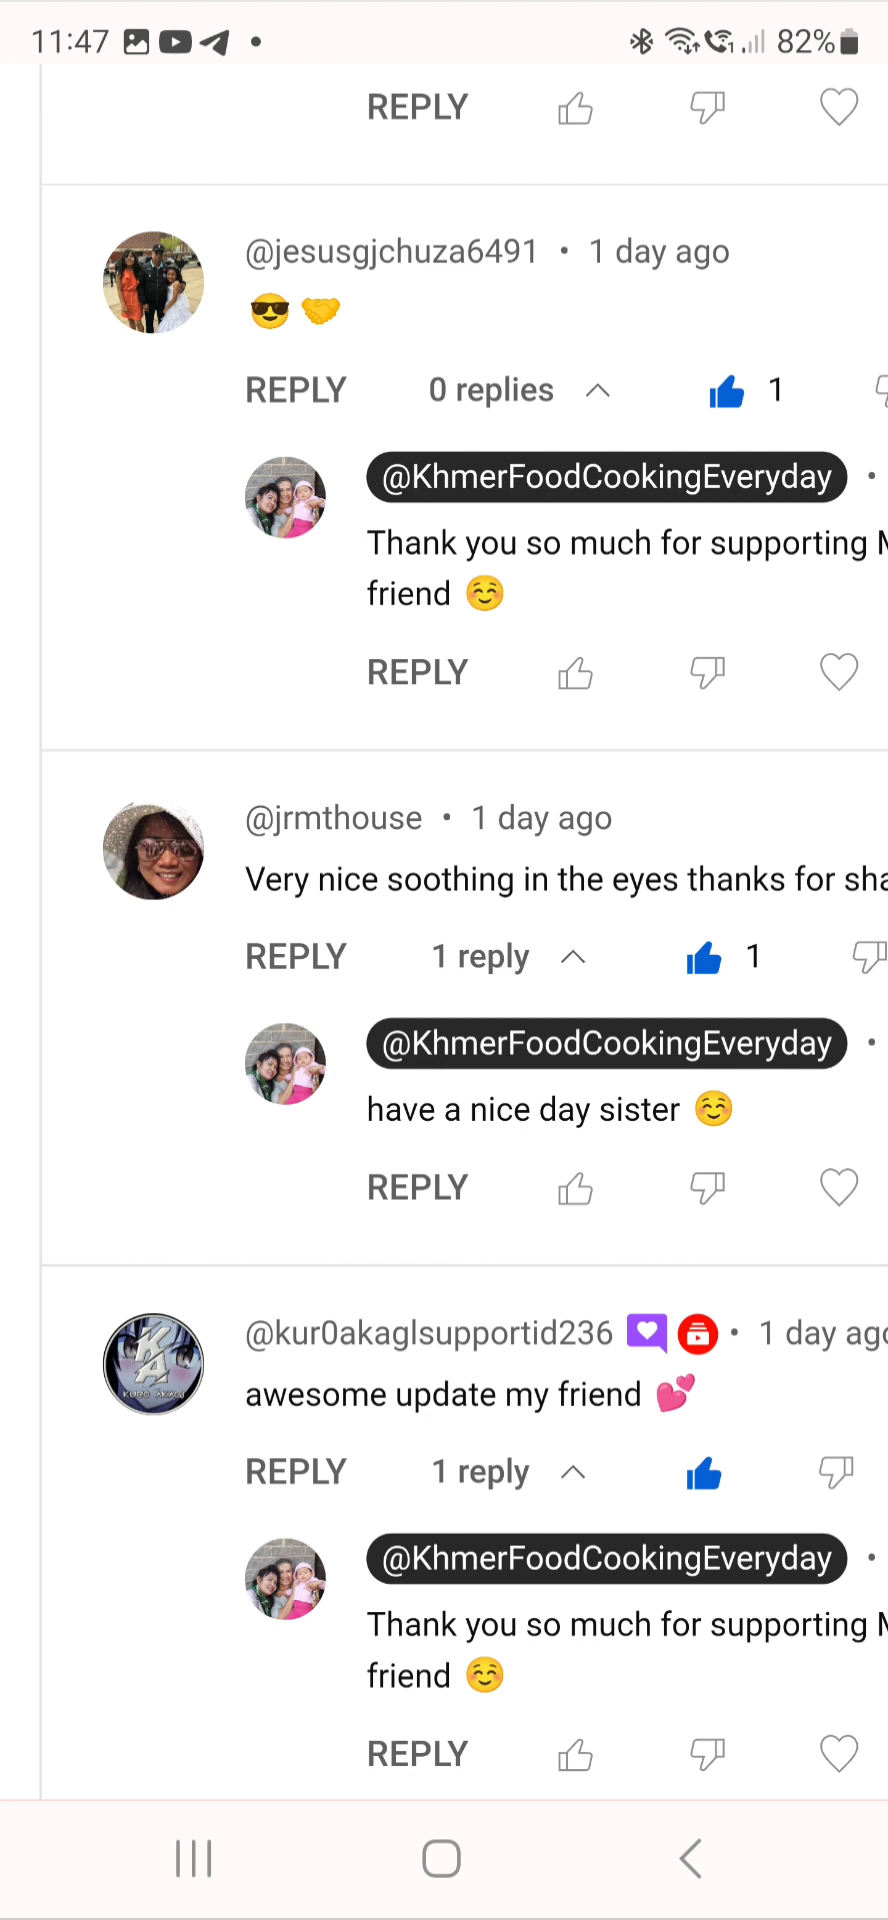 11:47 82%
REPLY
@jesusgjchuza6491 • 1 day ago
😎🤝
REPLY 0 replies 1
@KhmerFoodCookingEveryday •
Thank you so much for supporting
friend ☺️
REPLY
@jrmthouse • 1 day ago
Very nice soothing in the eyes thanks for sha
REPLY 1 reply 1
@KhmerFoodCookingEveryday •
have a nice day sister ☺️
REPLY
@kur0akaglsupportid236 • 1 day ago
awesome update my friend 💕
REPLY 1 reply
@KhmerFoodCookingEveryday •
Thank you so much for supporting
friend ☺️
REPLY
KA
KURO AKAGI